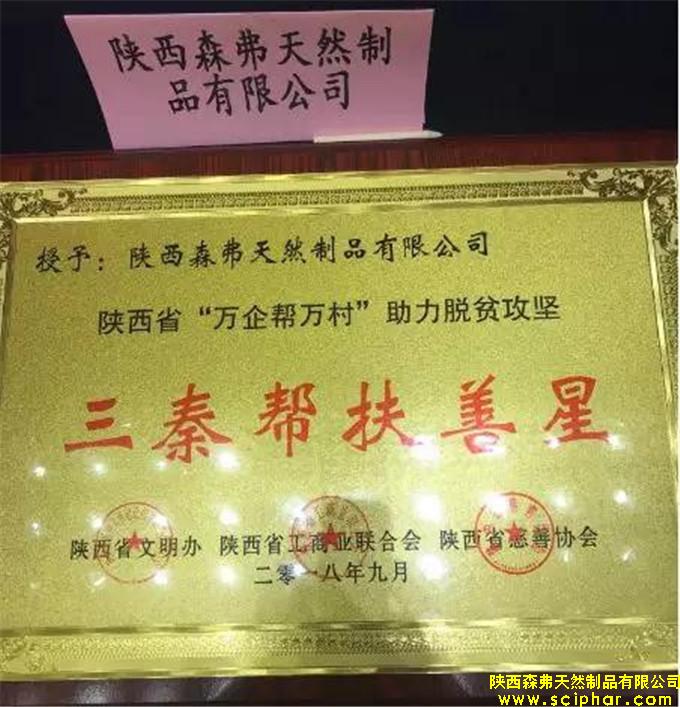 陕西森弗天然制
品有限公司
授予：陕西森弗天然制品有限公司
陕西省“万企帮万村”助力脱贫攻坚
三秦帮扶善星
陕西省文明办 陕西省工商业联合会 陕西省慈善协会
二零一八年九月
陕西森弗天然制品有限公司
www.sciphar.com